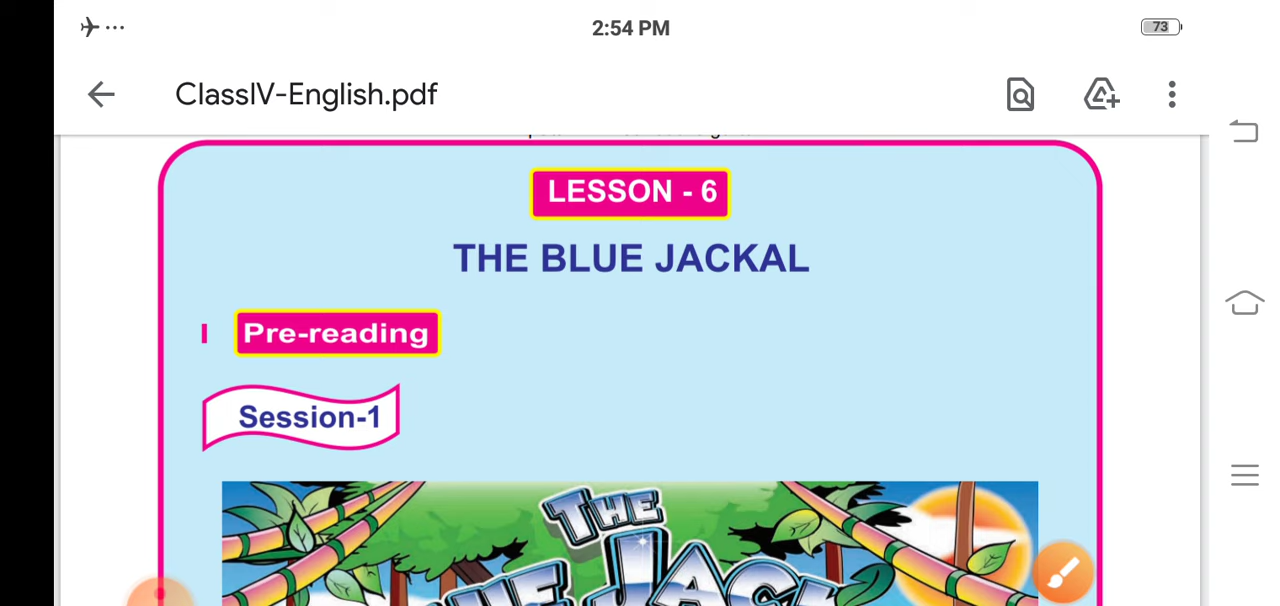 2:54 PM
73
ClassIV-English.pdf
LESSON - 6
THE BLUE JACKAL
I Pre-reading
Session-1
THE